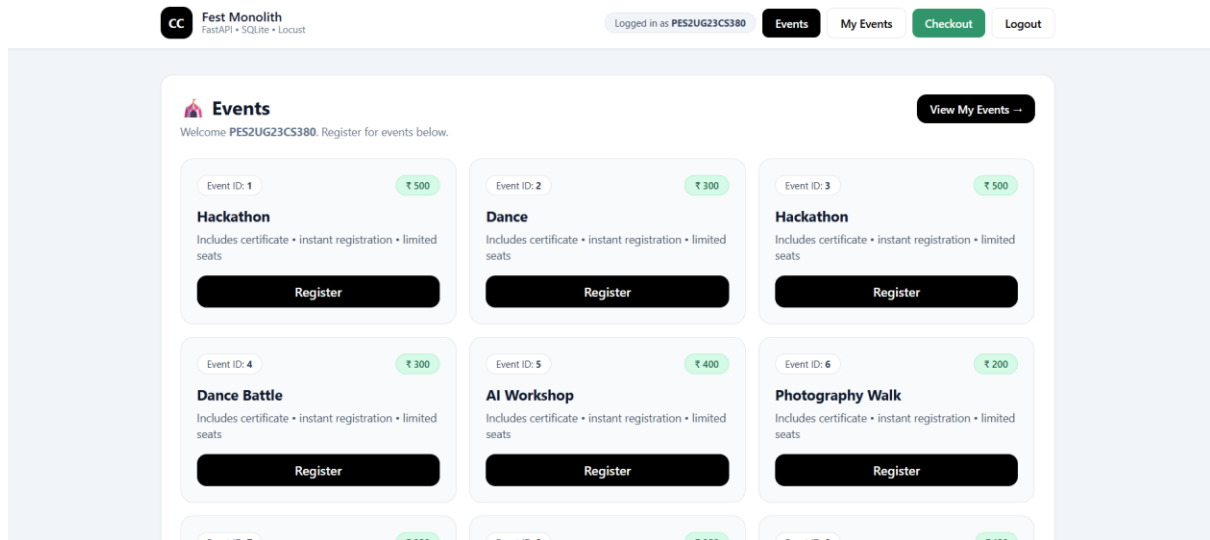 CC
Fest Monolith
FastAPI • SQLite • Locust
Logged in as PES2UG23CS380
Events
My Events
Checkout
Logout
🎪 Events
View My Events →
Welcome PES2UG23CS380. Register for events below.
Event ID: 1
₹ 500
Hackathon
Includes certificate • instant registration • limited
seats
Register
Event ID: 2
₹ 300
Dance
Includes certificate • instant registration • limited
seats
Register
Event ID: 3
₹ 500
Hackathon
Includes certificate • instant registration • limited
seats
Register
Event ID: 4
₹ 300
Dance Battle
Includes certificate • instant registration • limited
seats
Register
Event ID: 5
₹ 400
AI Workshop
Includes certificate • instant registration • limited
seats
Register
Event ID: 6
₹ 200
Photography Walk
Includes certificate • instant registration • limited
seats
Register